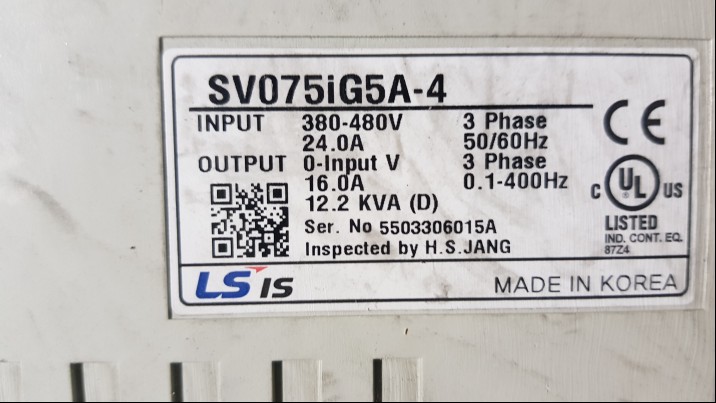 SV075iG5A-4
INPUT 380-480V 3 Phase
24.0A 50/60Hz
OUTPUT 0-Input V 3 Phase
16.0A 0.1-400Hz
12.2 KVA (D)
Ser. No 5503306015A
Inspected by H.S.JANG
CE
C UL US
LISTED
IND. CONT. EQ.
87Z4
LS IS
MADE IN KOREA